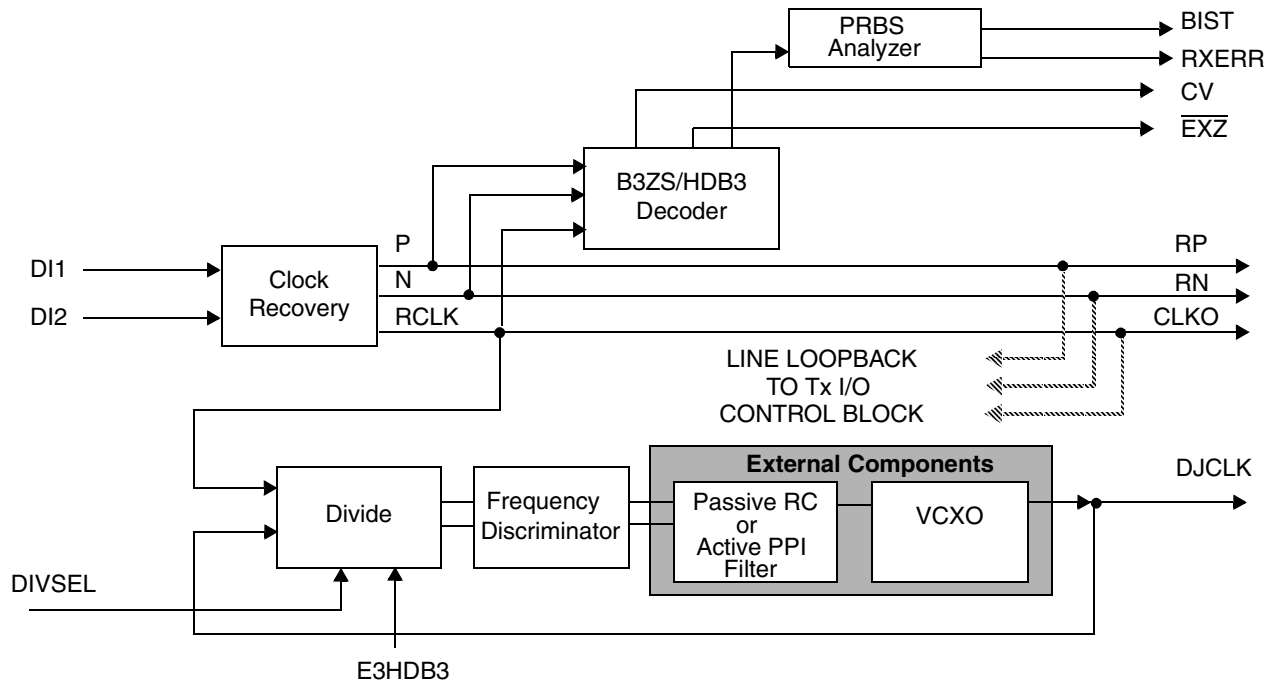 PRBS
Analyzer
BIST
RXERR
CV
EXZ
B3ZS/HDB3
Decoder
DI1
DI2
Clock
Recovery
P
N
RCLK
RP
RN
CLKO
LINE LOOPBACK
TO Tx I/O
CONTROL BLOCK
External Components
Divide
Frequency
Discriminator
Passive RC
or
Active PPI
Filter
VCXO
DJCLK
DIVSEL
E3HDB3